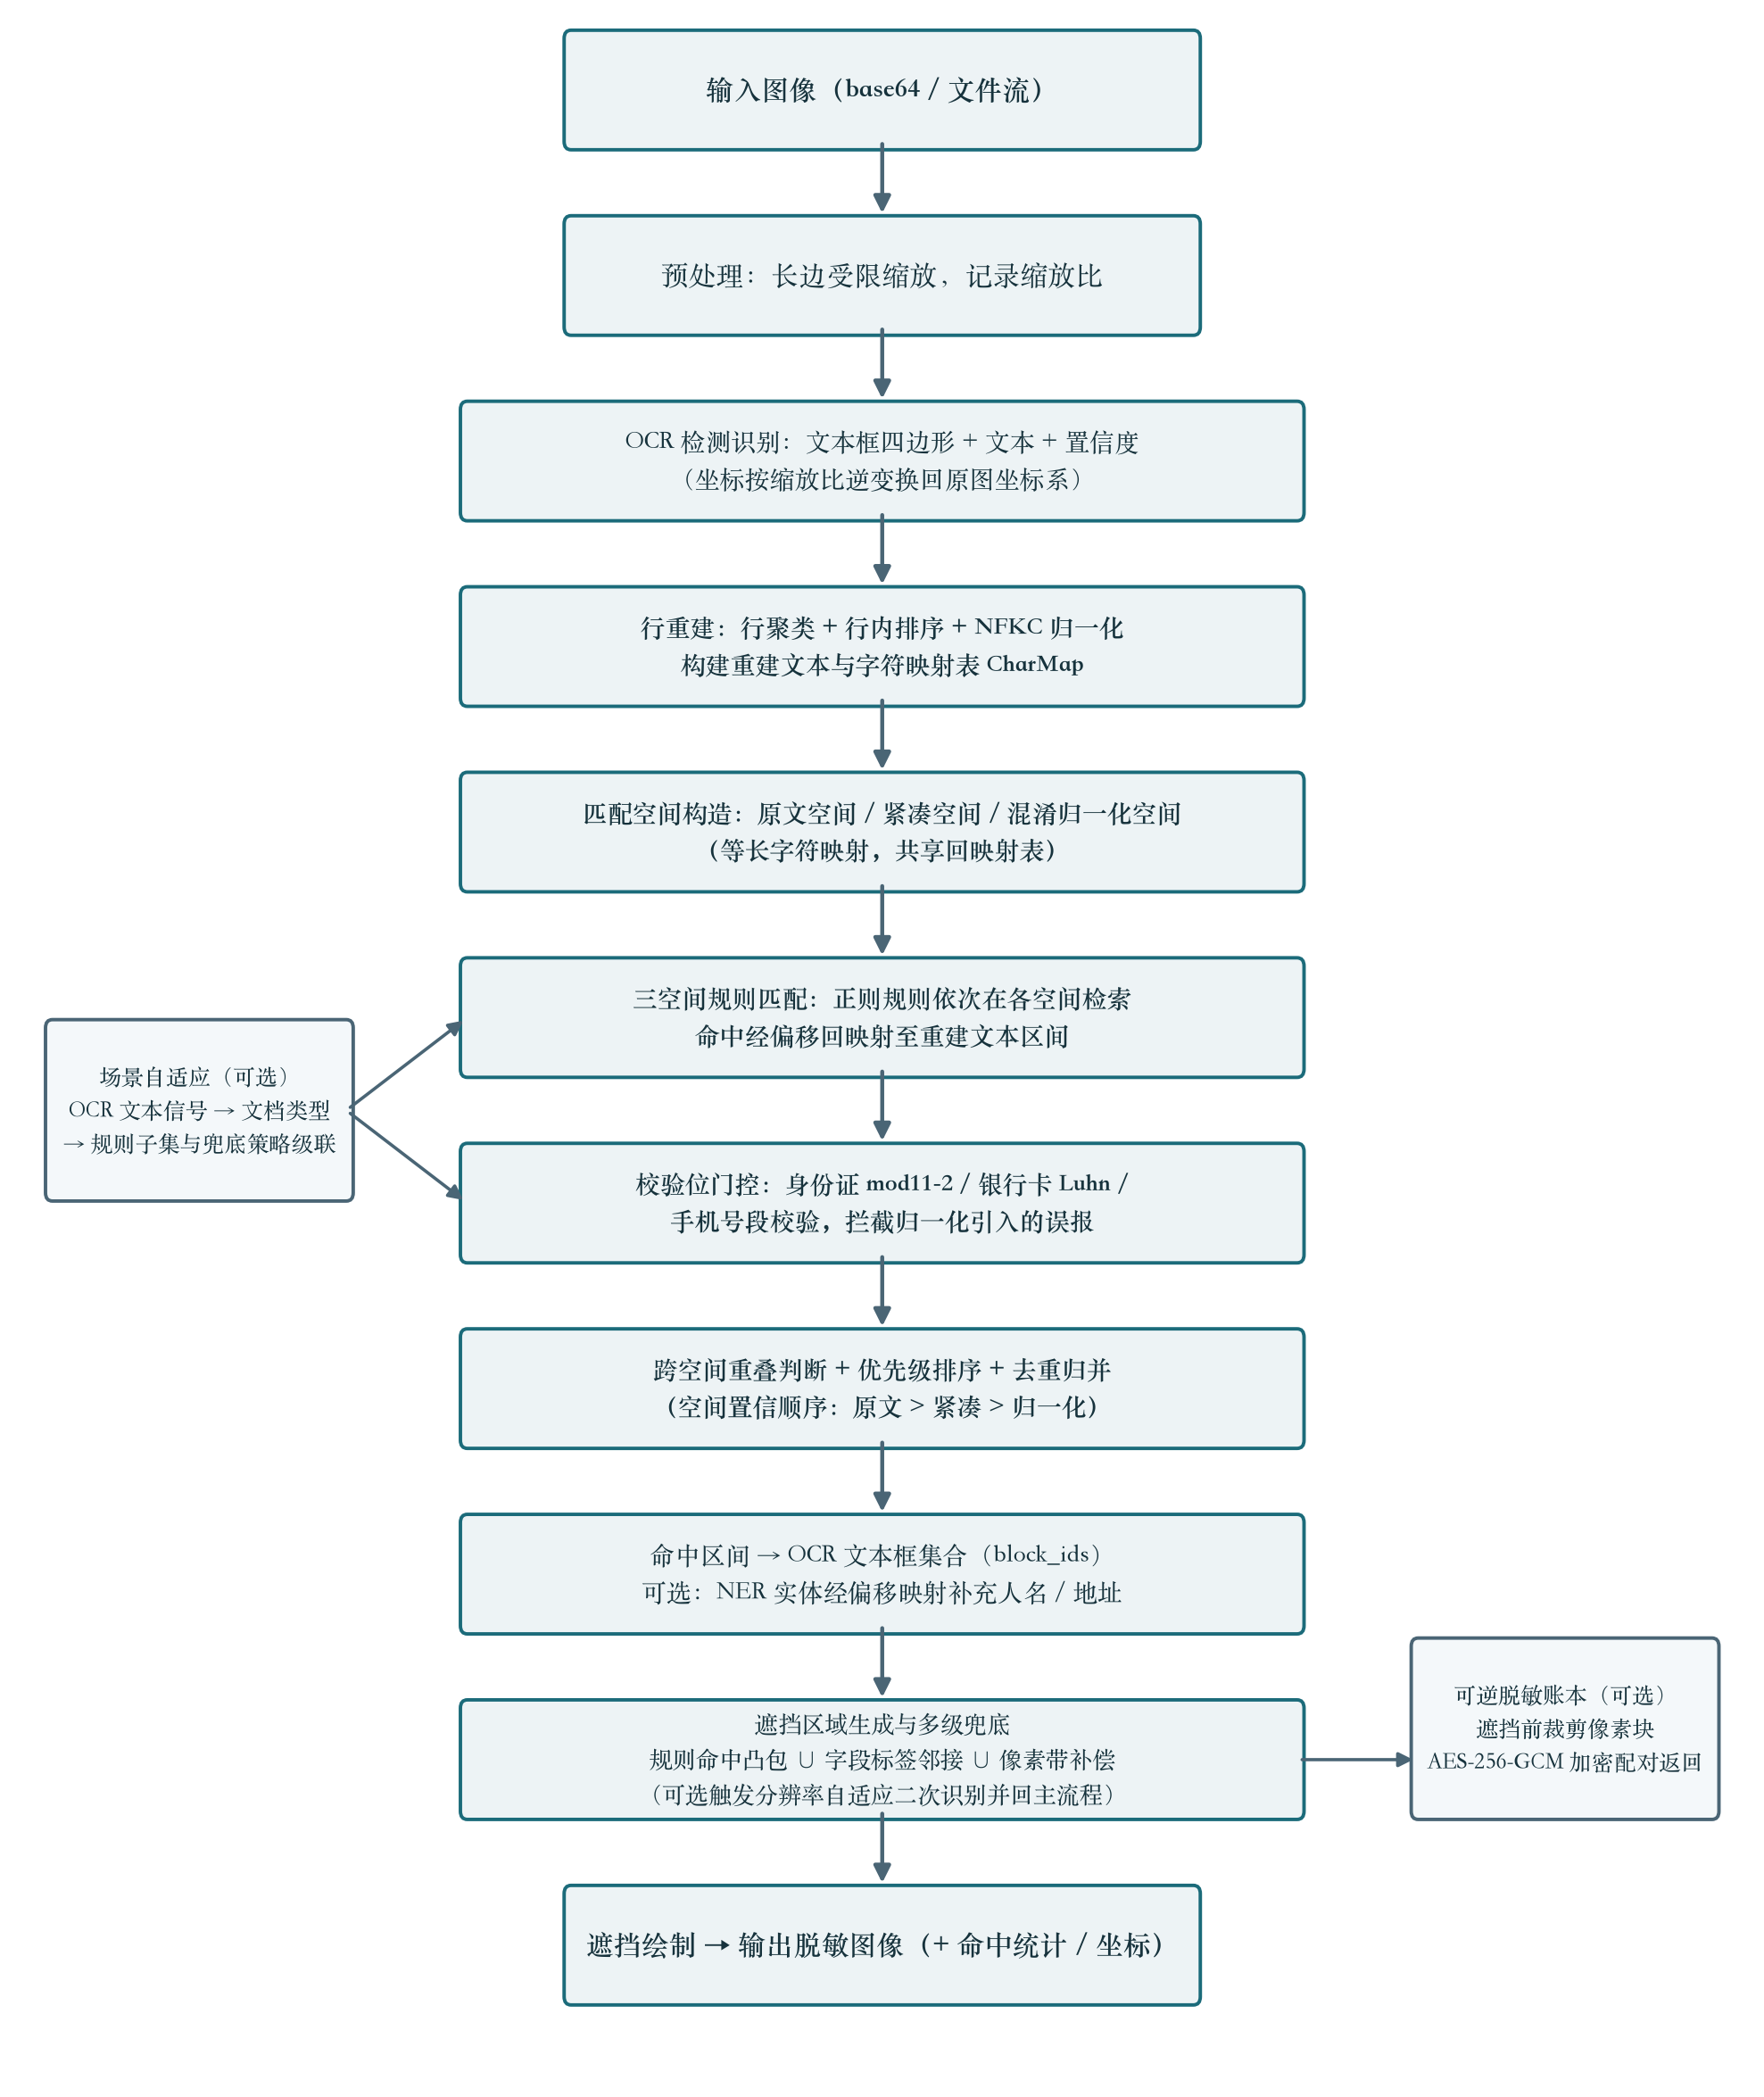 输入图像（base64 / 文件流）
预处理：长边受限缩放，记录缩放比
OCR 检测识别：文本框四边形 + 文本 + 置信度
（坐标按缩放比逆变换回原图坐标系）
行重建：行聚类 + 行内排序 + NFKC 归一化
构建重建文本与字符映射表 CharMap
匹配空间构造：原文空间 / 紧凑空间 / 混淆归一化空间
（等长字符映射，共享回映射表）
三空间规则匹配：正则规则依次在各空间检索
命中经偏移回映射至重建文本区间
场景自适应（可选）
OCR 文本信号 → 文档类型
→ 规则子集与兜底策略级联
校验位门控：身份证 mod11-2 / 银行卡 Luhn /
手机号段校验，拦截归一化引入的误报
跨空间重叠判断 + 优先级排序 + 去重归并
（空间置信顺序：原文 > 紧凑 > 归一化）
命中区间 → OCR 文本框集合（block_ids）
可选：NER 实体经偏移映射补充人名 / 地址
遮挡区域生成与多级兜底
规则命中凸包 ∪ 字段标签邻接 ∪ 像素带补偿
（可选触发分辨率自适应二次识别并回主流程）
可逆脱敏账本（可选）
遮挡前裁剪像素块
AES-256-GCM 加密配对返回
遮挡绘制 → 输出脱敏图像（+ 命中统计 / 坐标）